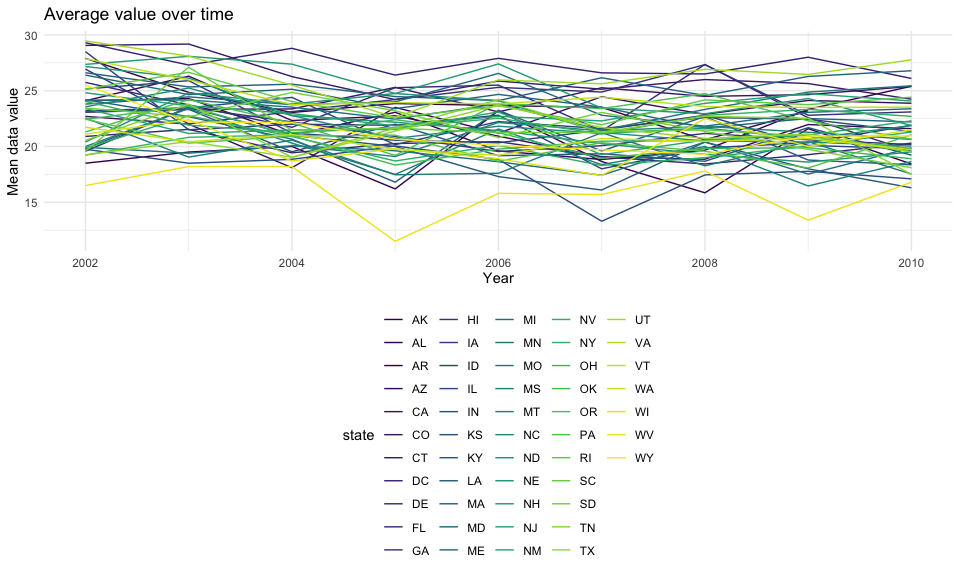 Average value over time
Mean data value
30
25
20
15
2002 2004 2006 2008 2010
Year
state
AK HI MI NV UT
AL IA MN NY VA
AR ID MO OH VT
AZ IL MS OK WA
CA IN MT OR WI
CO KS NC PA WV
CT KY ND RI WY
DC LA NE SC
DE MA NH SD
FL MD NJ TN
GA ME NM TX